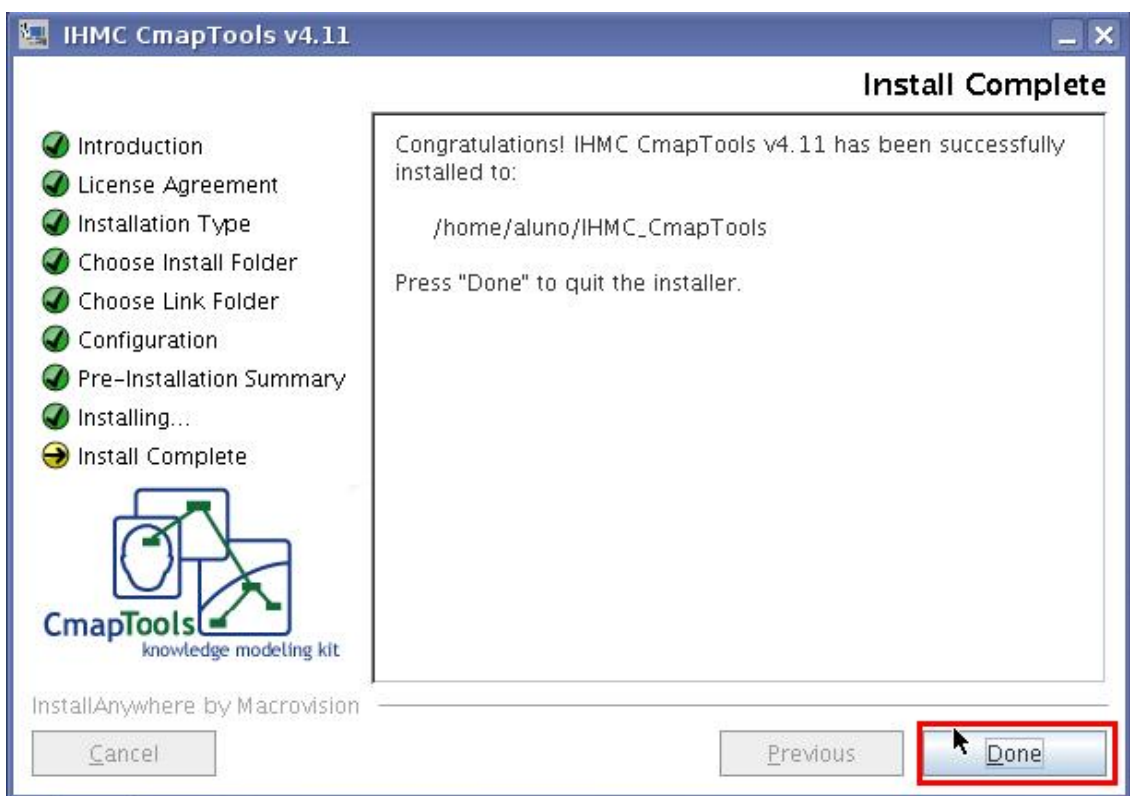 IHMC CmapTools v4.11
Install Complete
Introduction
License Agreement
Installation Type
Choose Install Folder
Choose Link Folder
Configuration
Pre-Installation Summary
Installing...
Install Complete
Congratulations! IHMC CmapTools v4.11 has been successfully
installed to:
/home/aluno/IHMC_CmapTools
Press "Done" to quit the installer.
CmapTools
knowledge modeling kit
InstallAnywhere by Macrovision
Cancel
Previous
Done